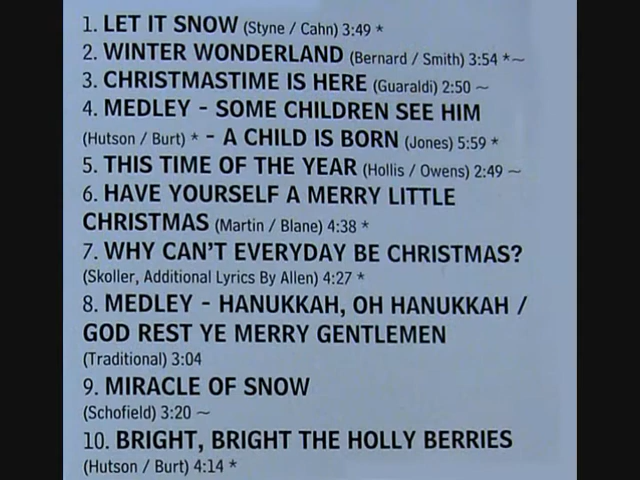 1. LET IT SNOW (Styne / Cahn) 3:49 *
2. WINTER WONDERLAND (Bernard / Smith) 3:54 *~
3. CHRISTMASTIME IS HERE (Guaraldi) 2:50 ~
4. MEDLEY - SOME CHILDREN SEE HIM
(Hutson / Burt) * - A CHILD IS BORN (Jones) 5:59 *
5. THIS TIME OF THE YEAR (Hollis / Owens) 2:49 ~
6. HAVE YOURSELF A MERRY LITTLE
CHRISTMAS (Martin / Blane) 4:38 *
7. WHY CAN'T EVERYDAY BE CHRISTMAS?
(Skoller, Additional Lyrics By Allen) 4:27 *
8. MEDLEY - HANUKKAH, OH HANUKKAH /
GOD REST YE MERRY GENTLEMEN
(Traditional) 3:04
9. MIRACLE OF SNOW
(Schofield) 3:20 ~
10. BRIGHT, BRIGHT THE HOLLY BERRIES
(Hutson / Burt) 4:14 *